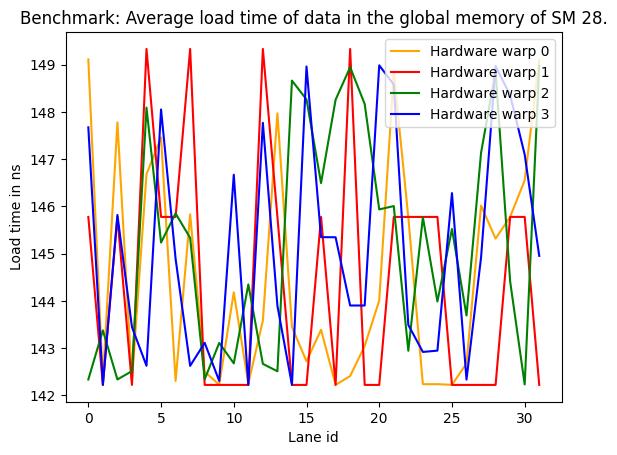 Benchmark: Average load time of data in the global memory of SM 28.
Hardware warp 0
Hardware warp 1
Hardware warp 2
Hardware warp 3
149
148
147
146
145
144
143
142
Load time in ns
0 5 10 15 20 25 30
Lane id